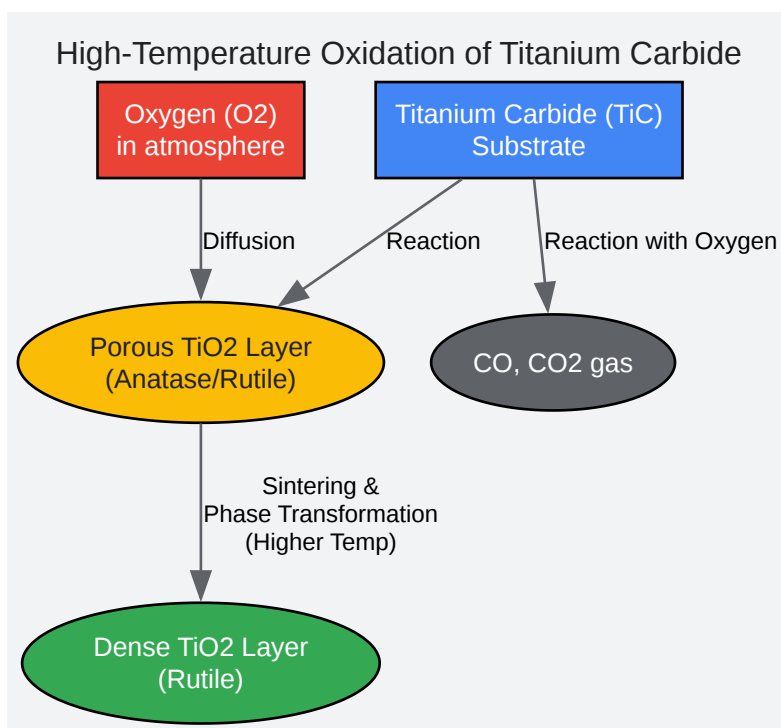 High-Temperature Oxidation of Titanium Carbide
Oxygen (O2)
in atmosphere
Titanium Carbide (TiC)
Substrate
Diffusion
Reaction
Reaction with Oxygen
Porous TiO2 Layer
(Anatase/Rutile)
CO, CO2 gas
Sintering &
Phase Transformation
(Higher Temp)
Dense TiO2 Layer
(Rutile)